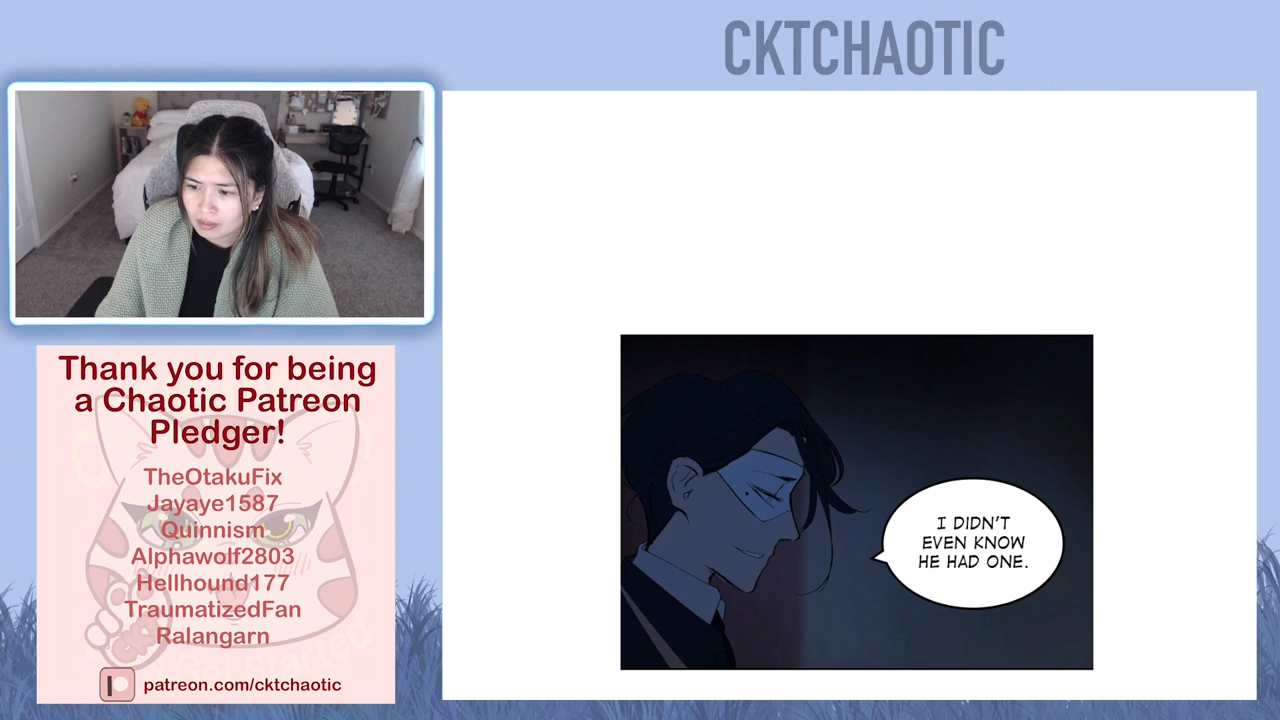 CKTCHAOTIC
Thank you for being
a Chaotic Patreon
Pledger!
TheOtakuFix
Jayaye1587
Quinnism
Alphawolf2803
Hellhound177
TraumatizedFan
Ralangarn
patreon.com/cktchaotic
I DIDN'T
EVEN KNOW
HE HAD ONE.